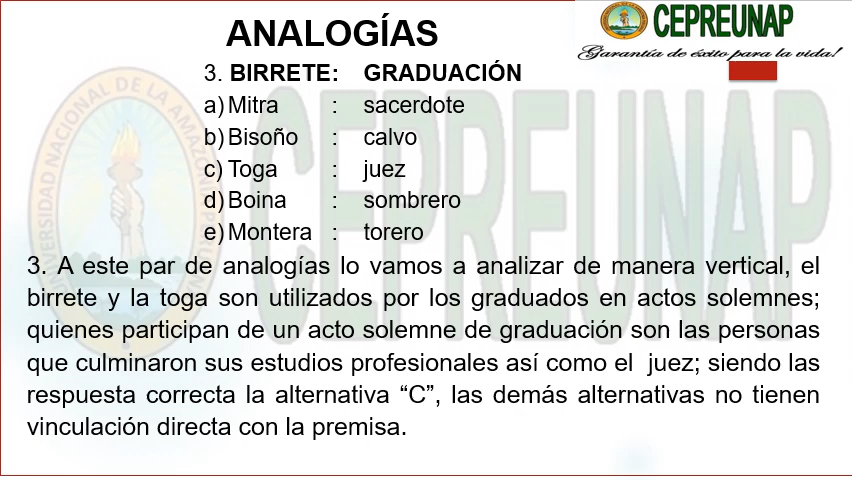 ANALOGÍAS
CEPREUNAP
Garantía de éxito para la vida!
3. BIRRETE: GRADUACIÓN
a) Mitra : sacerdote
b) Bisoño : calvo
c) Toga : juez
d) Boina : sombrero
e) Montera : torero
3. A este par de analogías lo vamos a analizar de manera vertical, el
birrete y la toga son utilizados por los graduados en actos solemnes;
quienes participan de un acto solemne de graduación son las personas
que culminaron sus estudios profesionales así como el juez; siendo las
respuesta correcta la alternativa “C”, las demás alternativas no tienen
vinculación directa con la premisa.
CEPREUNAP